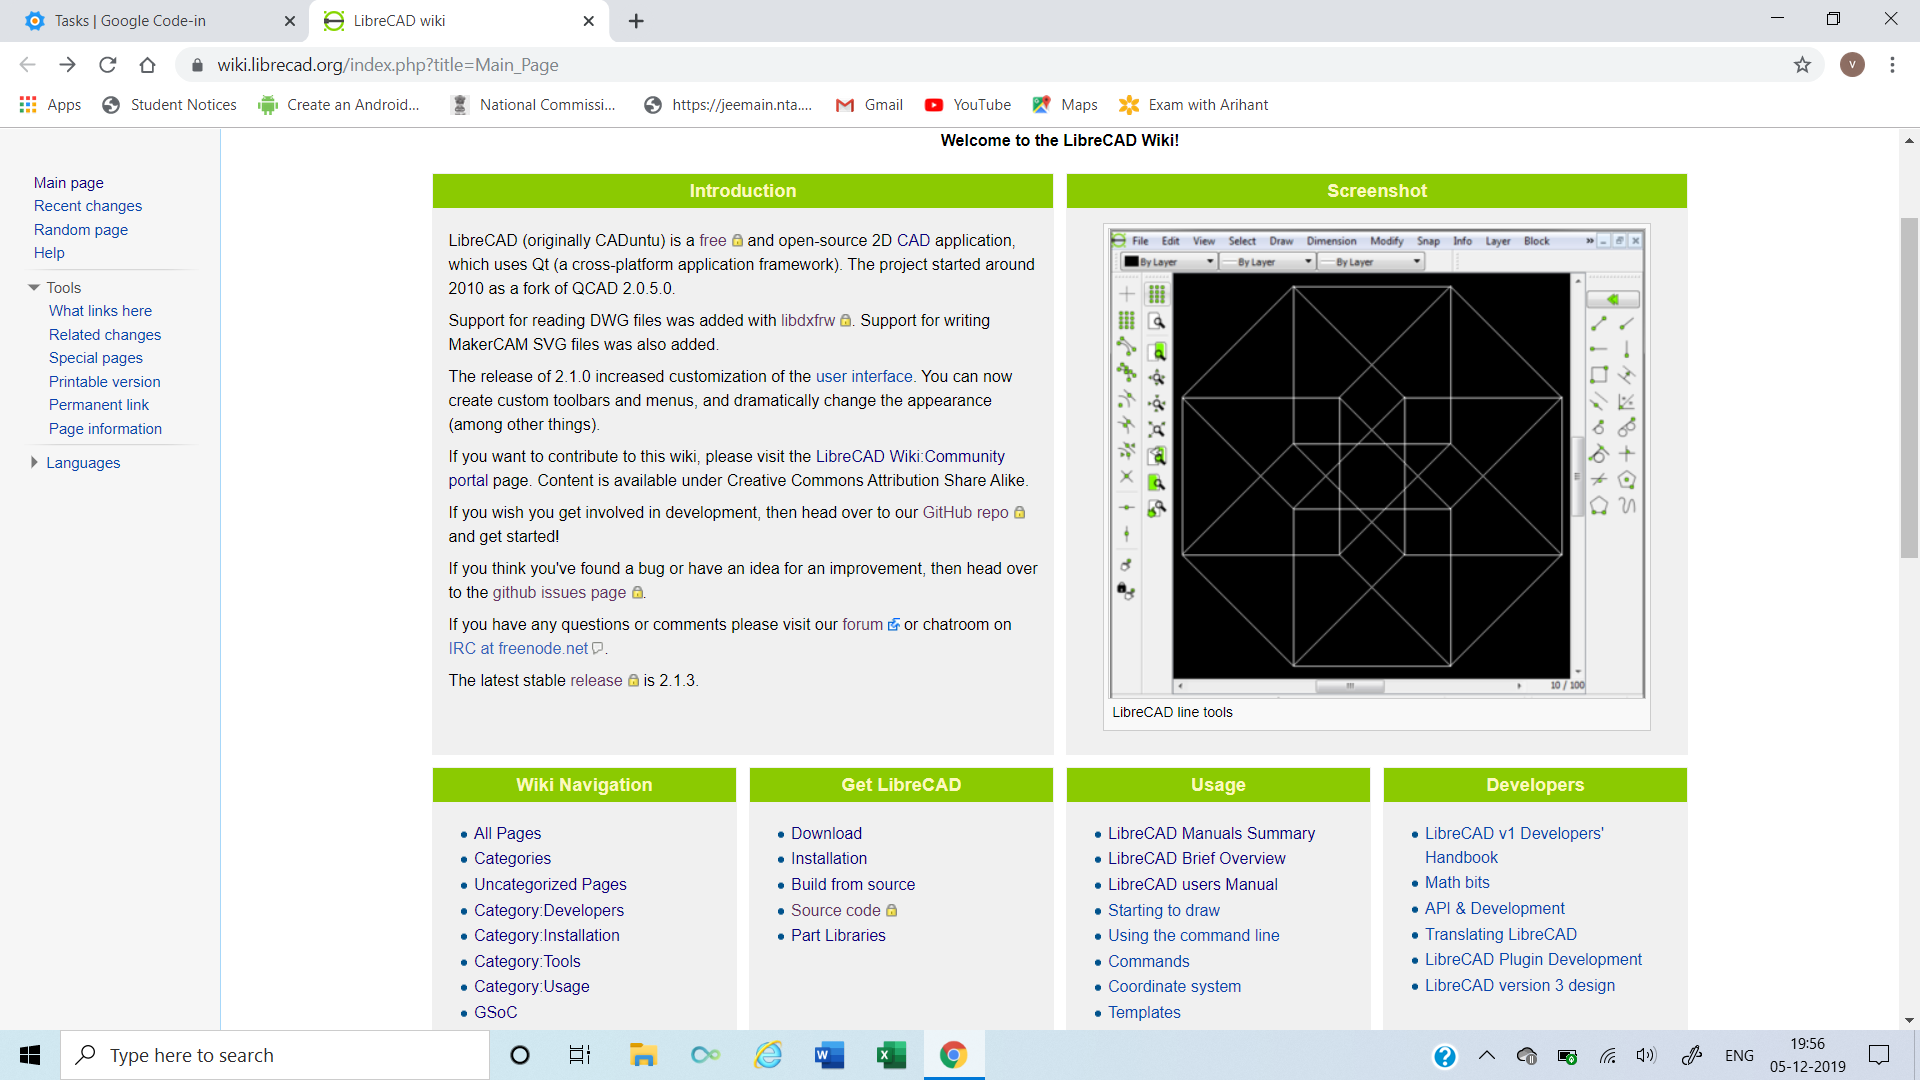 Tasks | Google Code-in
LibreCAD wiki
wiki.librecad.org/index.php?title=Main_Page
V
Apps
Student Notices
Create an Android...
National Commissi...
https://jeemain.nta....
Gmail
YouTube
Maps
Exam with Arihant
Main page
Recent changes
Random page
Help
Tools
What links here
Related changes
Special pages
Printable version
Permanent link
Page information
Languages
Welcome to the LibreCAD Wiki!
Introduction
LibreCAD (originally CADuntu) is a free and open-source 2D CAD application,
which uses Qt (a cross-platform application framework). The project started around
2010 as a fork of QCAD 2.0.5.0.
Support for reading DWG files was added with libdxfrw . Support for writing
MakerCAM SVG files was also added.
The release of 2.1.0 increased customization of the user interface. You can now
create custom toolbars and menus, and dramatically change the appearance
(among other things).
If you want to contribute to this wiki, please visit the LibreCAD Wiki:Community
portal page. Content is available under Creative Commons Attribution Share Alike.
If you wish you get involved in development, then head over to our GitHub repo
and get started!
If you think you've found a bug or have an idea for an improvement, then head over
to the github issues page .
If you have any questions or comments please visit our forum or chatroom on
IRC at freenode.net .
The latest stable release is 2.1.3.
Screenshot
File Edit View Select Draw Dimension Modify Snap Info Layer Block »
By Layer By Layer By Layer
10 / 100
LibreCAD line tools
Wiki Navigation
All Pages
Categories
Uncategorized Pages
Category:Developers
Category:Installation
Category:Tools
Category:Usage
GSoC
Get LibreCAD
Download
Installation
Build from source
Source code
Part Libraries
Usage
LibreCAD Manuals Summary
LibreCAD Brief Overview
LibreCAD users Manual
Starting to draw
Using the command line
Commands
Coordinate system
Templates
Developers
LibreCAD v1 Developers'
Handbook
Math bits
API & Development
Translating LibreCAD
LibreCAD Plugin Development
LibreCAD version 3 design
Type here to search
ENG
19:56
05-12-2019